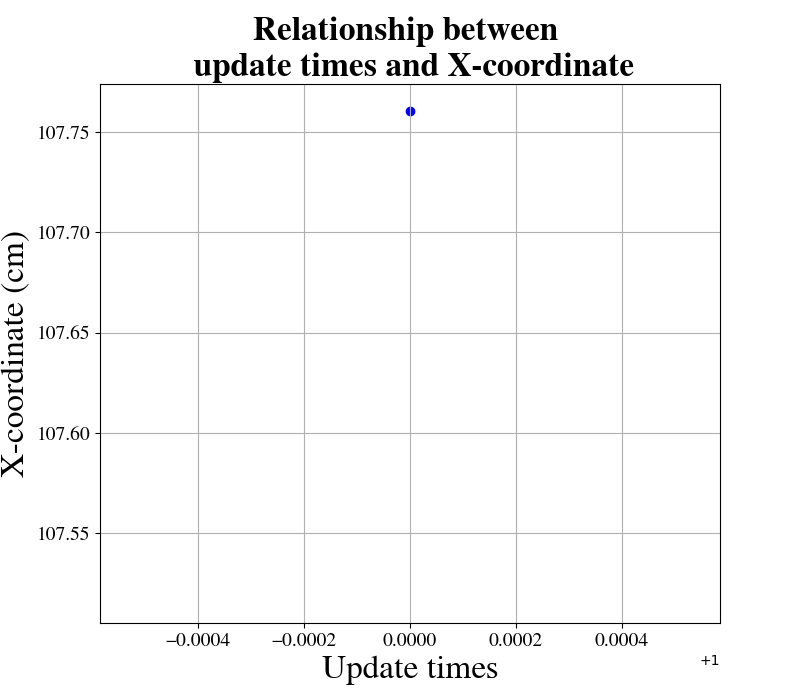 Relationship between
update times and X-coordinate
X-coordinate (cm)
107.75
107.70
107.65
107.60
107.55
−0.0004
−0.0002
0.0000
0.0002
0.0004
+1
Update times